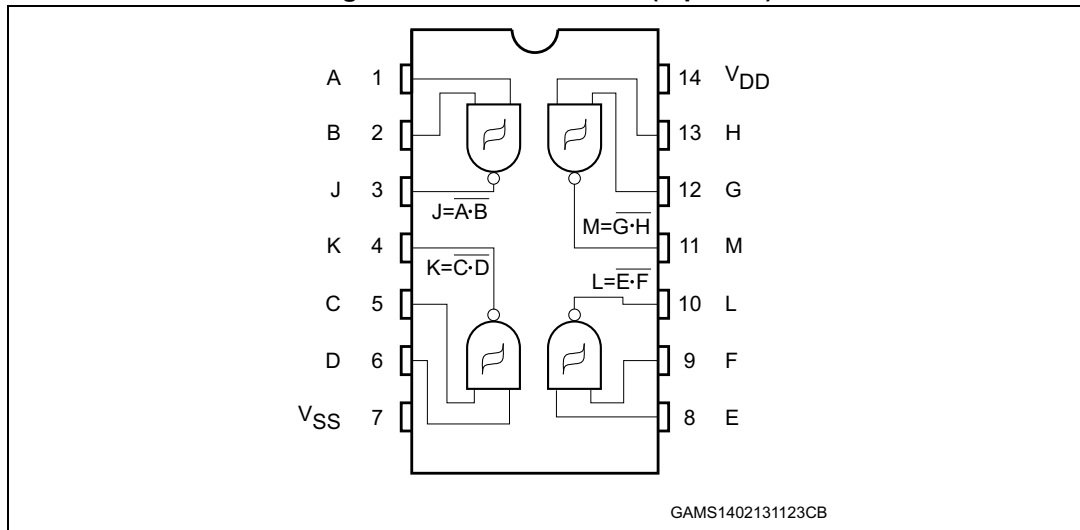 A 1
B 2
J 3
K 4
C 5
D 6
VSS 7
14 VDD
13 H
12 G
11 M
10 L
9 F
8 E
J=A·B
M=G·H
K=C·D
L=E·F
GAMS1402131123CB